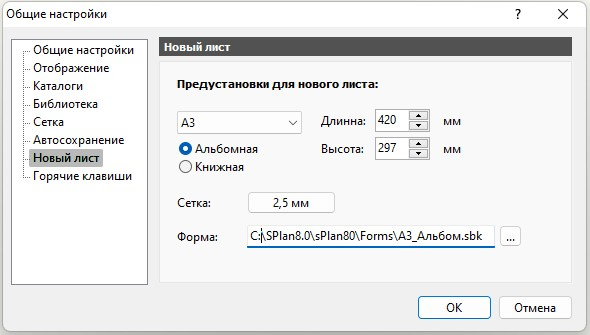 Общие настройки
? ×
Общие настройки
Отображение
Каталоги
Библиотека
Сетка
Автосохранение
Новый лист
Горячие клавиши
Новый лист
Предустановки для нового листа:
A3
Длинна: 420 мм
Альбомная
Высота: 297 мм
Книжная
Сетка: 2,5 мм
Форма: C:\SPlan8.0\sPlan80\Forms\A3_Альбом.sbk ...
OK Отмена